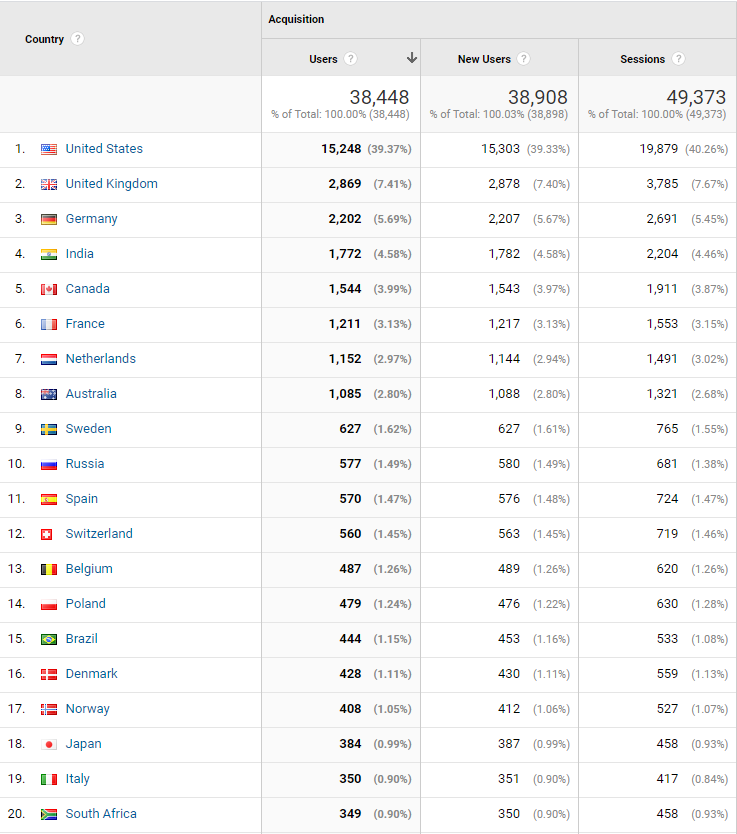 Acquisition
Country ?
Users ? New Users ? Sessions ?
38,448 38,908 49,373
% of Total: 100.00% (38,448) % of Total: 100.03% (38,898) % of Total: 100.00% (49,373)
1. United States 15,248 (39.37%) 15,303 (39.33%) 19,879 (40.26%)
2. United Kingdom 2,869 (7.41%) 2,878 (7.40%) 3,785 (7.67%)
3. Germany 2,202 (5.69%) 2,207 (5.67%) 2,691 (5.45%)
4. India 1,772 (4.58%) 1,782 (4.58%) 2,204 (4.46%)
5. Canada 1,544 (3.99%) 1,543 (3.97%) 1,911 (3.87%)
6. France 1,211 (3.13%) 1,217 (3.13%) 1,553 (3.15%)
7. Netherlands 1,152 (2.97%) 1,144 (2.94%) 1,491 (3.02%)
8. Australia 1,085 (2.80%) 1,088 (2.80%) 1,321 (2.68%)
9. Sweden 627 (1.62%) 627 (1.61%) 765 (1.55%)
10. Russia 577 (1.49%) 580 (1.49%) 681 (1.38%)
11. Spain 570 (1.47%) 576 (1.48%) 724 (1.47%)
12. Switzerland 560 (1.45%) 563 (1.45%) 719 (1.46%)
13. Belgium 487 (1.26%) 489 (1.26%) 620 (1.26%)
14. Poland 479 (1.24%) 476 (1.22%) 630 (1.28%)
15. Brazil 444 (1.15%) 453 (1.16%) 533 (1.08%)
16. Denmark 428 (1.11%) 430 (1.11%) 559 (1.13%)
17. Norway 408 (1.05%) 412 (1.06%) 527 (1.07%)
18. Japan 384 (0.99%) 387 (0.99%) 458 (0.93%)
19. Italy 350 (0.90%) 351 (0.90%) 417 (0.84%)
20. South Africa 349 (0.90%) 350 (0.90%) 458 (0.93%)